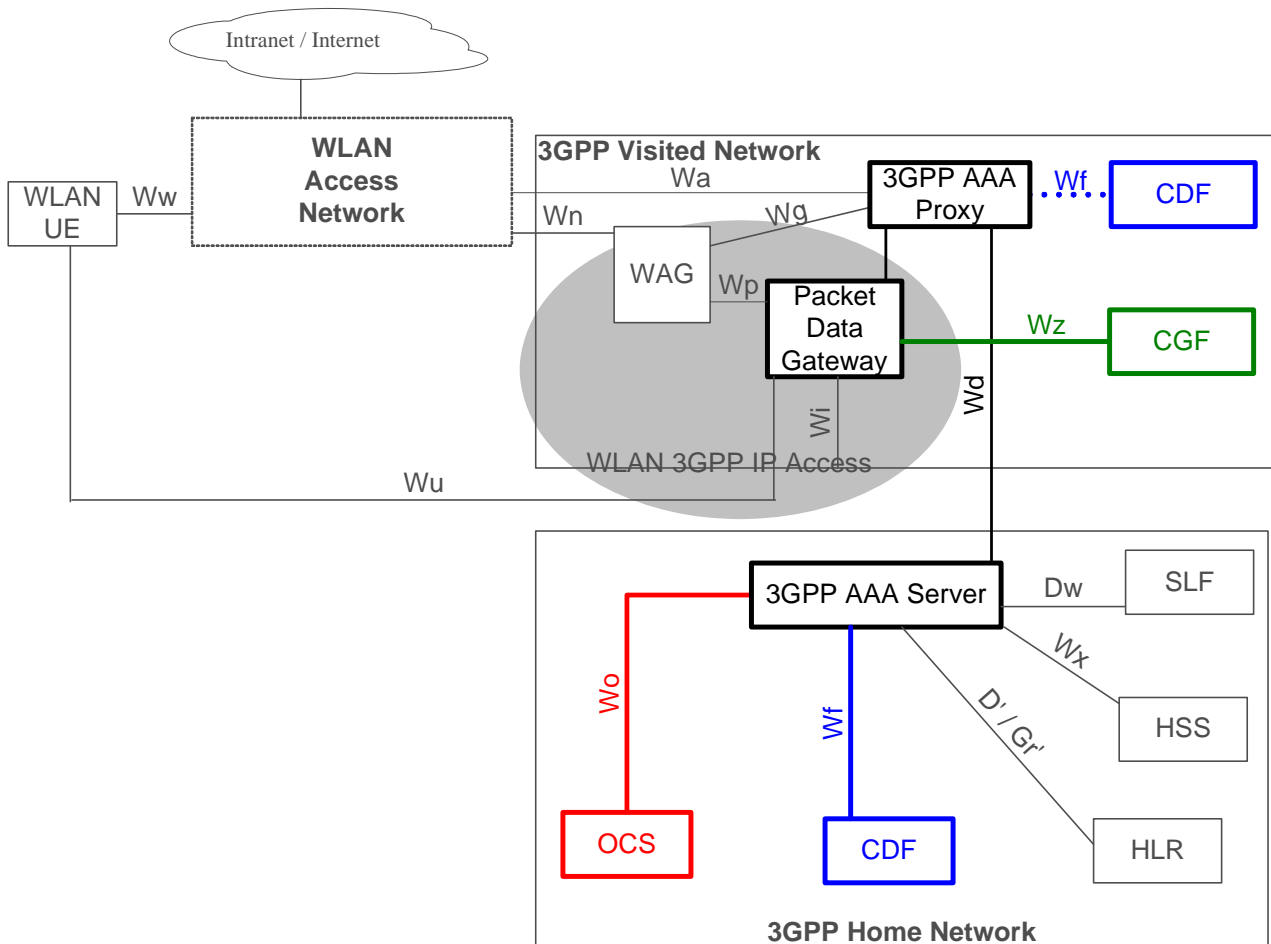 Intranet / Internet
WLAN
Access
Network
3GPP Visited Network
WLAN
UE
Ww
Wa
Wn
Wg
3GPP AAA
Proxy
Wf
CDF
WAG
Wp
Packet
Data
Gateway
Wz
CGF
Wd
Wi
WLAN 3GPP IP Access
Wu
3GPP AAA Server
Dw
SLF
Wx
HSS
Wo
Wf
D' / Gr'
OCS
CDF
HLR
3GPP Home Network